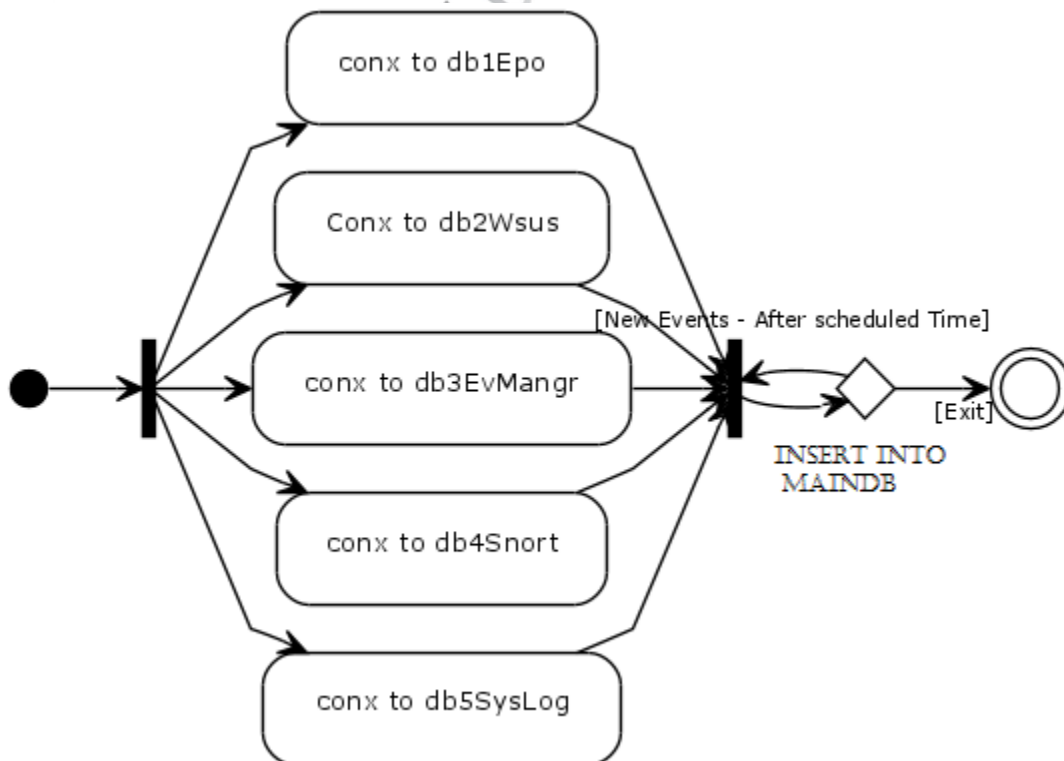 conx to db1Epo
Conx to db2Wsus
[New Events - After scheduled Time]
conx to db3EvMangr
[Exit]
INSERT INTO
MAINDB
conx to db4Snort
conx to db5SysLog